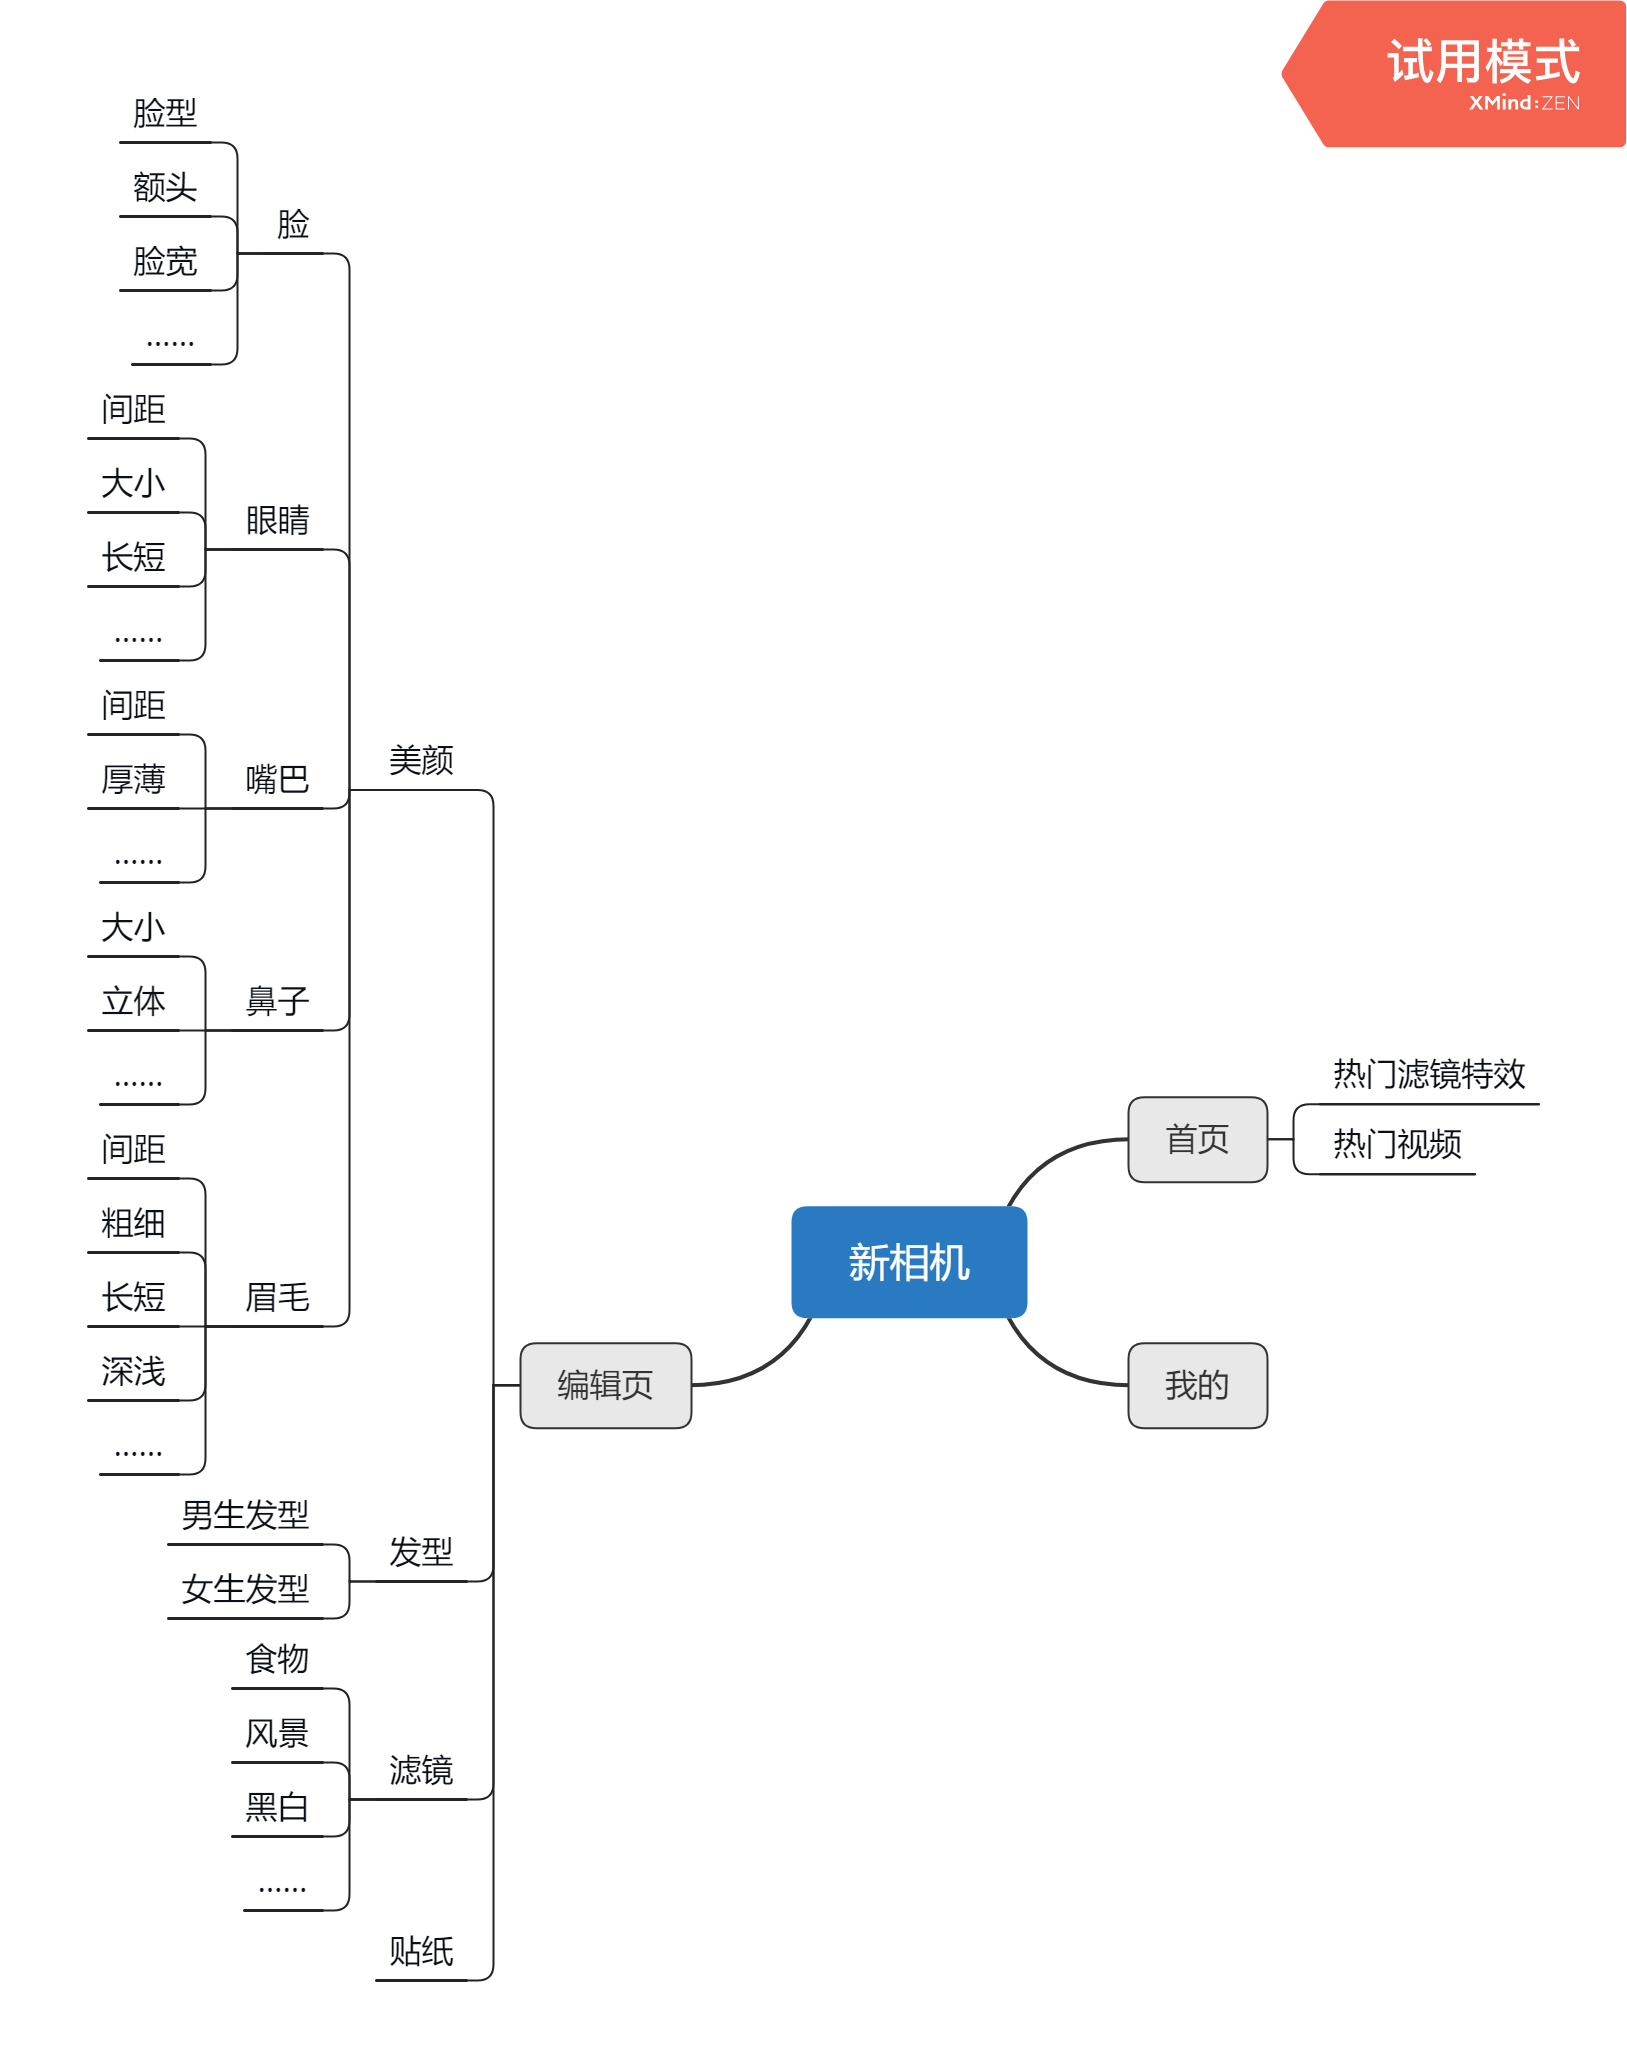 试用模式
XMind:ZEN
脸型
额头
脸宽
......
脸
间距
大小
长短
......
眼睛
间距
厚薄
......
嘴巴
美颜
大小
立体
......
鼻子
间距
粗细
长短
深浅
......
眉毛
男生发型
女生发型
发型
食物
风景
黑白
......
滤镜
贴纸
编辑页
新相机
首页
热门滤镜特效
热门视频
我的